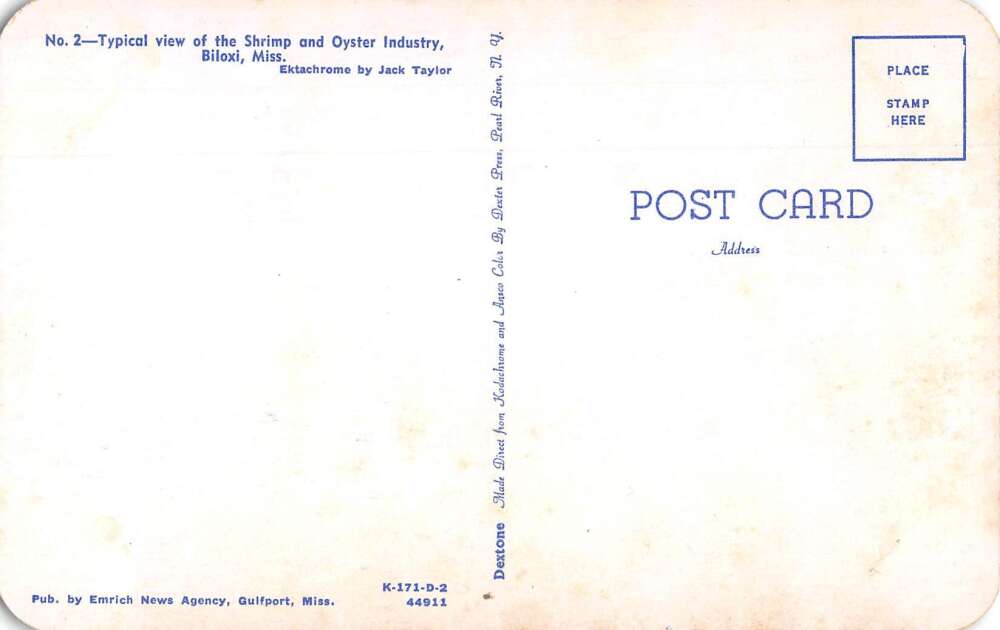 No. 2—Typical view of the Shrimp and Oyster Industry,
Biloxi, Miss.
Ektachrome by Jack Taylor
K-171-D-2
Pub. by Emrich News Agency, Gulfport, Miss. 44911
Dextone Made Direct from Kodachrome and Ansco Color By Dexter Press, Pearl River, N. Y.
PLACE
STAMP
HERE
POST CARD
Address